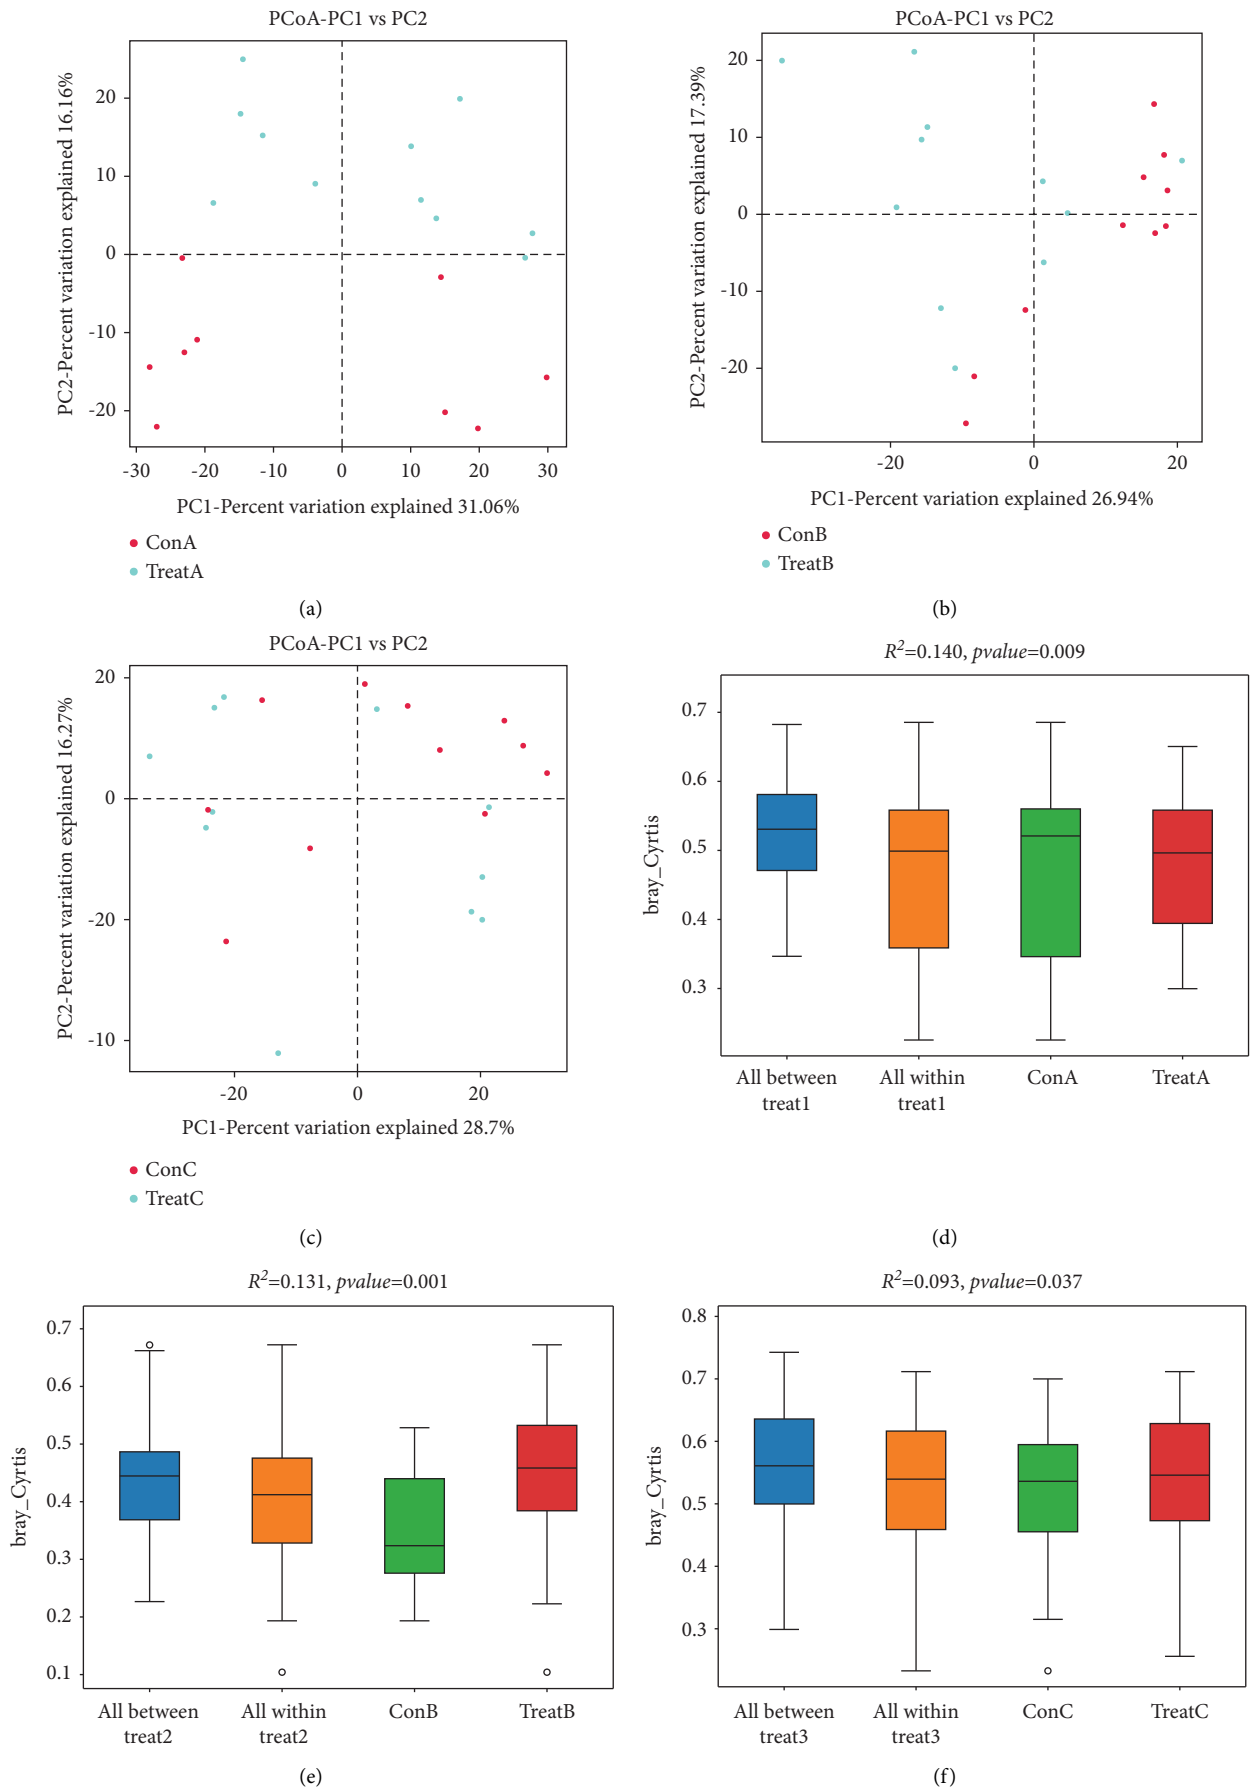 PCoA-PC1 vs PC2
PC2-Percent variation explained 16.16%
20
10
0
-10
-20
-30 -20 -10 0 10 20 30
PC1-Percent variation explained 31.06%
ConA
TreatA
(a)
PCoA-PC1 vs PC2
PC2-Percent variation explained 17.39%
20
10
0
-10
-20
-20 0 20
PC1-Percent variation explained 26.94%
ConB
TreatB
(b)
PCoA-PC1 vs PC2
PC2-Percent variation explained 16.27%
20
0
-20
-10
-20 0 20
PC1-Percent variation explained 28.7%
ConC
TreatC
(c)
R²=0.140, pvalue=0.009
bray_Cyrtis
0.7
0.6
0.5
0.4
0.3
All between treat1
All within treat1
ConA
TreatA
(d)
R²=0.131, pvalue=0.001
bray_Cyrtis
0.7
0.6
0.5
0.4
0.3
0.2
0.1
All between treat2
All within treat2
ConB
TreatB
(e)
R²=0.093, pvalue=0.037
bray_Cyrtis
0.8
0.7
0.6
0.5
0.3
All between treat3
All within treat3
ConC
TreatC
(f)